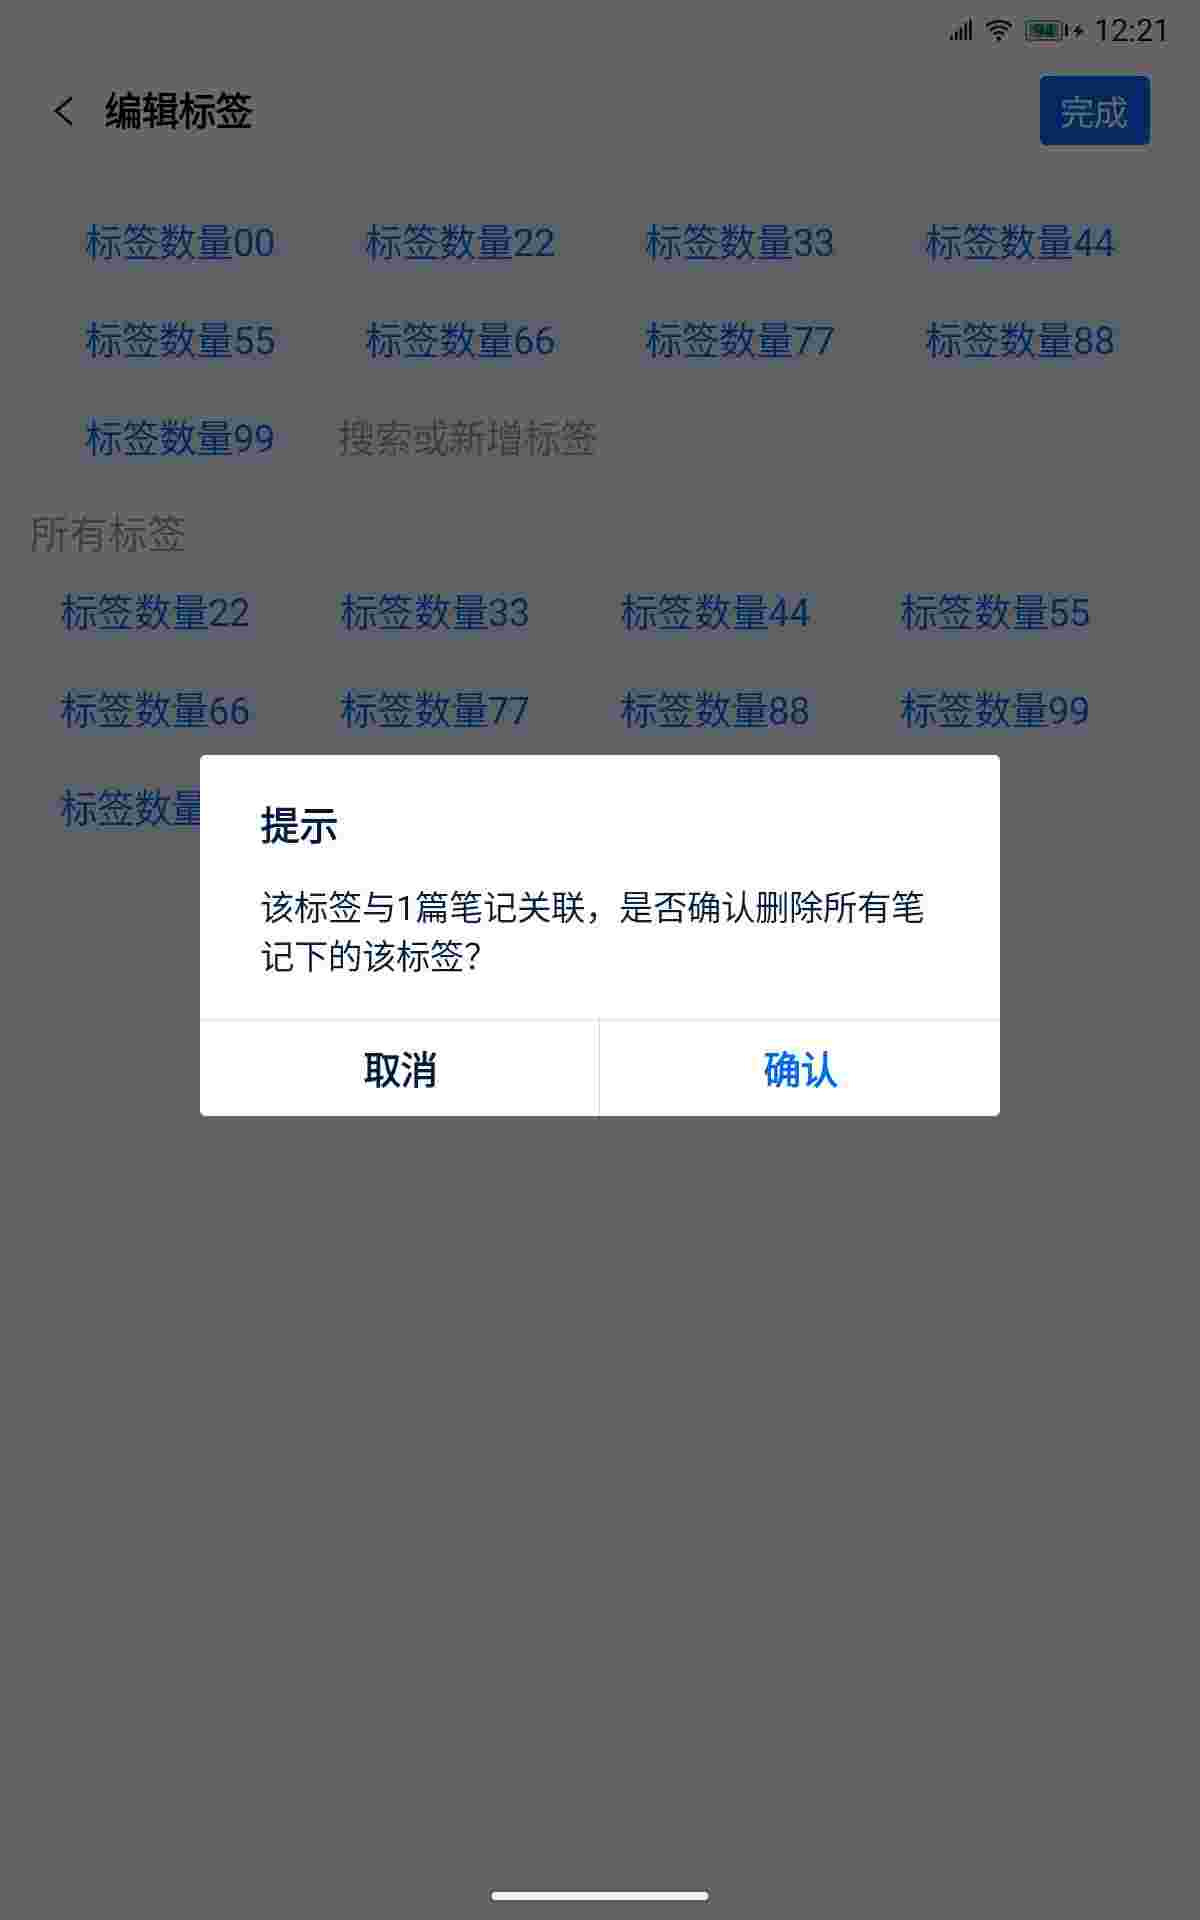 94 12:21
编辑标签 完成
标签数量00 标签数量22 标签数量33 标签数量44
标签数量55 标签数量66 标签数量77 标签数量88
标签数量99 搜索或新增标签
所有标签
标签数量22 标签数量33 标签数量44 标签数量55
标签数量66 标签数量77 标签数量88 标签数量99
标签数量
提示
该标签与1篇笔记关联，是否确认删除所有笔
记下的该标签？
取消 确认